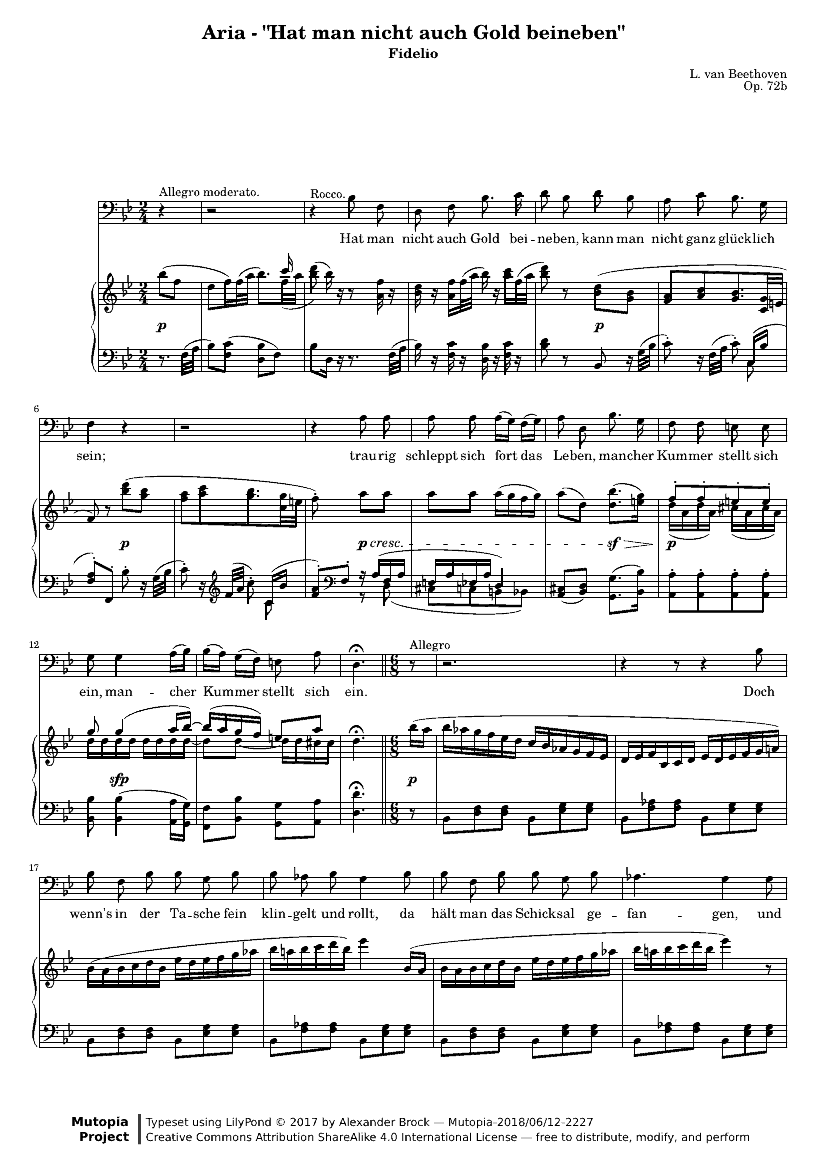 Aria - "Hat man nicht auch Gold beineben"
Fidelio
L. van Beethoven
Op. 72b
Allegro moderato.
Rocco.
Hat man nicht auch Gold bei - neben, kann man nicht ganz glücklich
p
p
6
sein; traurig schleppt sich fort das Leben, mancher Kummer stellt sich
p
p cresc. sf p
12
Allegro
ein, man - cher Kummer stellt sich ein. Doch
sfp
p
17
wenn's in der Ta - sche fein klin - gelt und rollt, da hält man das Schicksal ge - fan - gen, und
Mutopia Project
Typeset using LilyPond © 2017 by Alexander Brock — Mutopia-2018/06/12-2227
Creative Commons Attribution ShareAlike 4.0 International License — free to distribute, modify, and perform